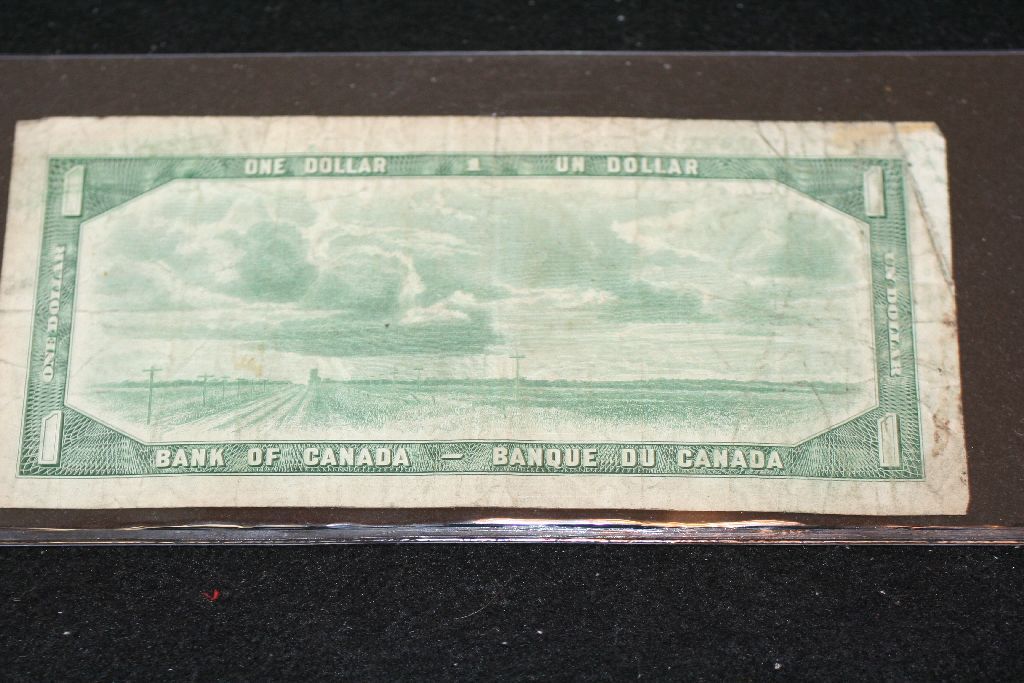 ONE DOLLAR 1 UN DOLLAR
1 1
ONE DOLLAR
UN DOLLAR
1 1
BANK OF CANADA – BANQUE DU CANADA